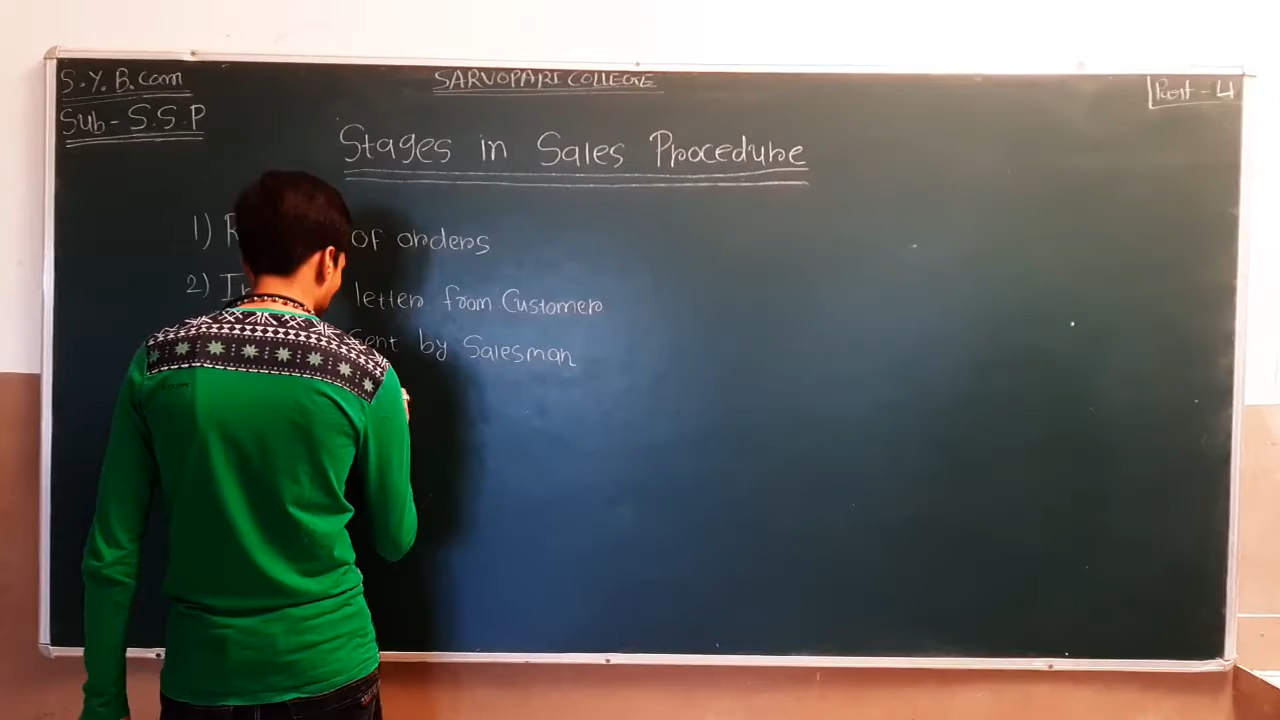 S.Y.B.Com
SARVOPARI COLLEGE
Part - 4
Sub - S.S.P
Stages in Sales Procedure
1) of orders
2) letter from Customer
Sent by Salesman